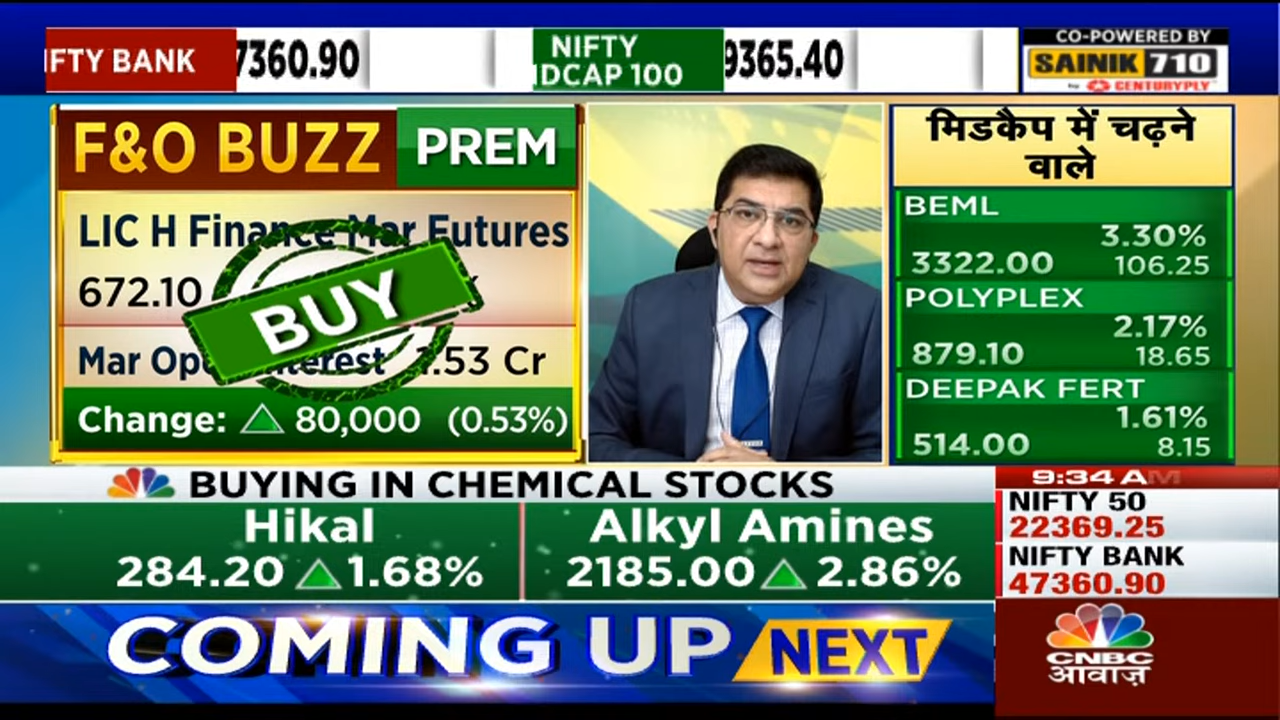 IFTY BANK
7360.90
NIFTY
IDCAP 100
9365.40
CO-POWERED BY
SAINIK 710
by CENTURYPLY
F&O BUZZ
PREM
LIC H Finance Mar Futures
672.10
BUY
Mar Open Interest 1.53 Cr
Change: 80,000 (0.53%)
मिडकैप में चढ़ने
वाले
BEML
3.30%
3322.00 106.25
POLYPLEX
2.17%
879.10 18.65
DEEPAK FERT
1.61%
514.00 8.15
BUYING IN CHEMICAL STOCKS
Hikal
284.20 1.68%
Alkyl Amines
2185.00 2.86%
9:34 AM
NIFTY 50
22369.25
NIFTY BANK
47360.90
COMING UP NEXT
CNBC
आवाज़